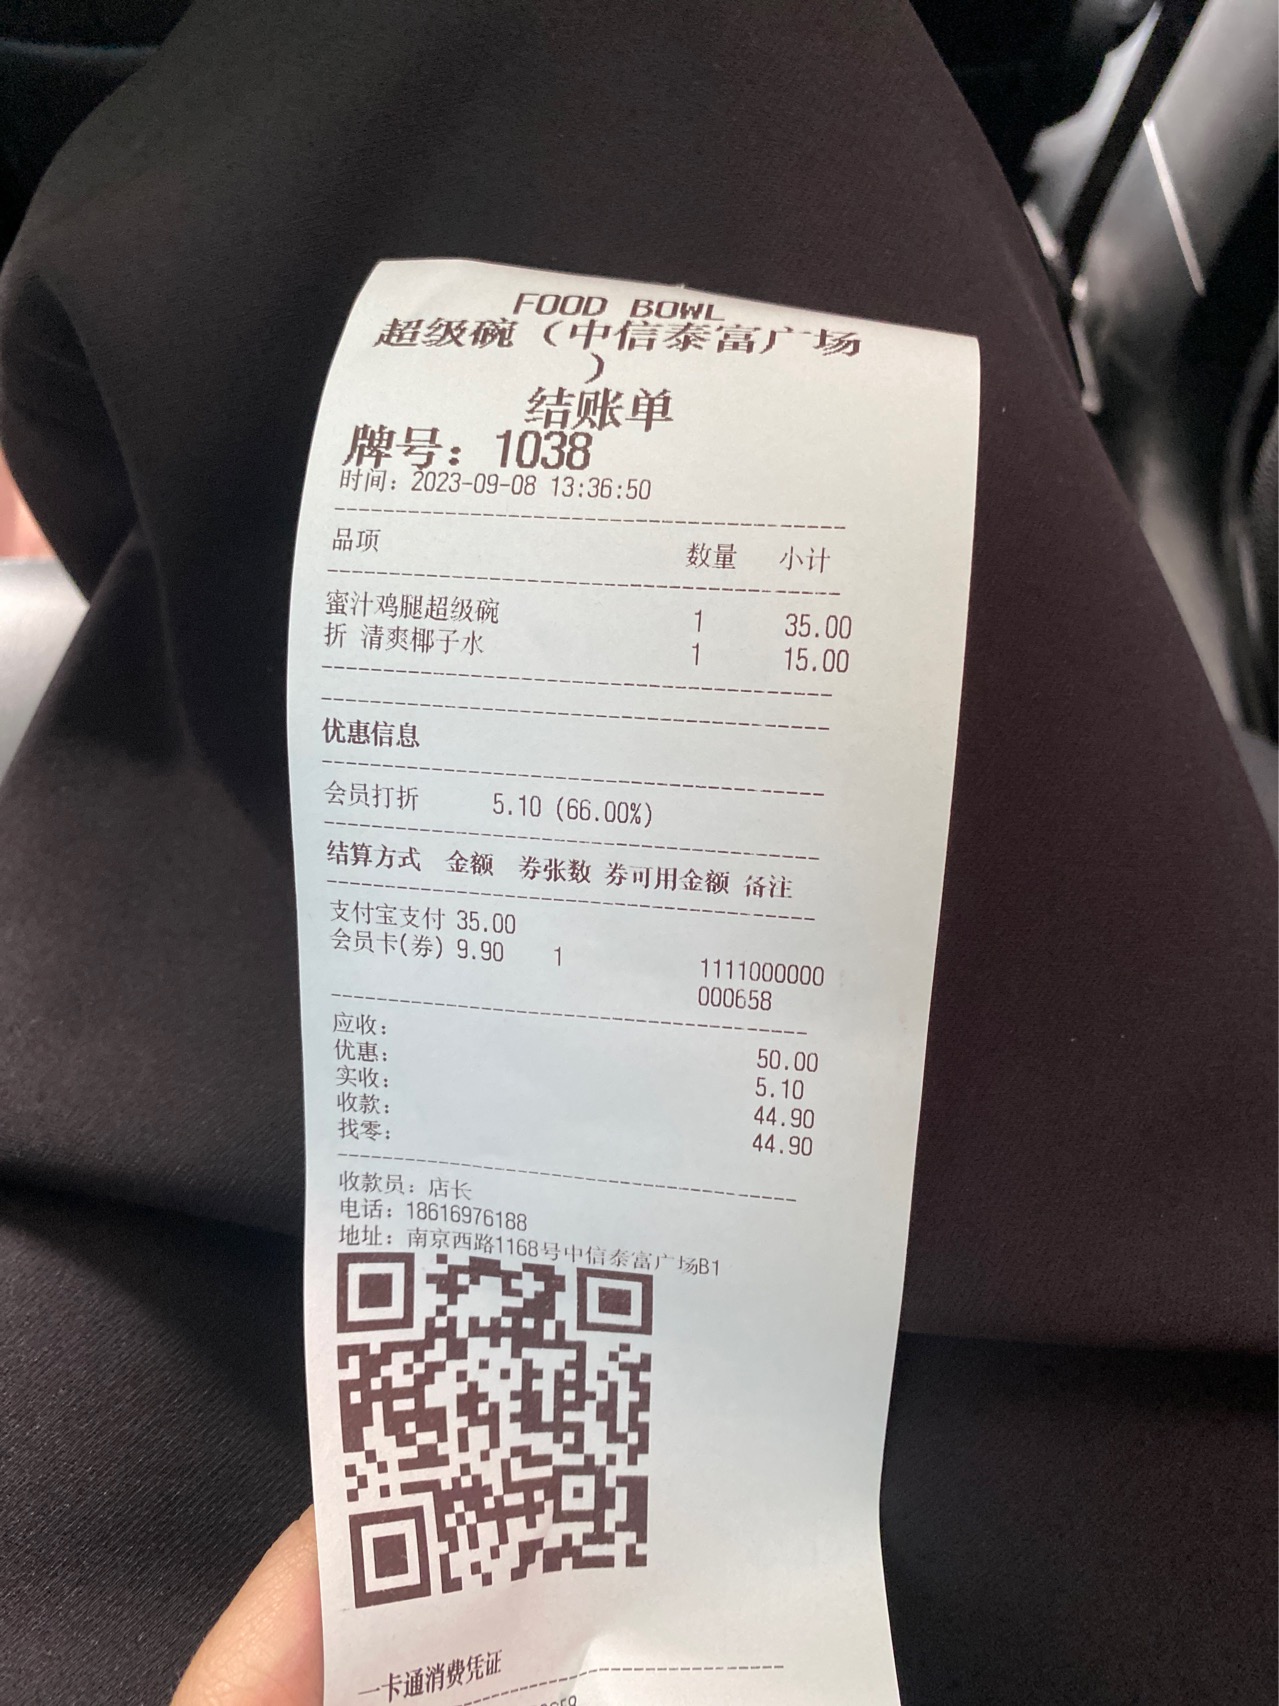 FOOD BOWL
超级碗（中信泰富广场
）
结账单
牌号：1038
时间：2023-09-08 13:36:50
品项 数量 小计
蜜汁鸡腿超级碗 1 35.00
折 清爽椰子水 1 15.00
优惠信息
会员打折 5.10 (66.00%)
结算方式 金额 券张数 券可用金额 备注
支付宝支付 35.00
会员卡(券) 9.90 1 1111000000
000658
应收： 50.00
优惠： 5.10
实收： 44.90
收款： 44.90
找零：
收款员：店长
电话：18616976188
地址：南京西路1168号中信泰富广场B1
一卡通消费凭证